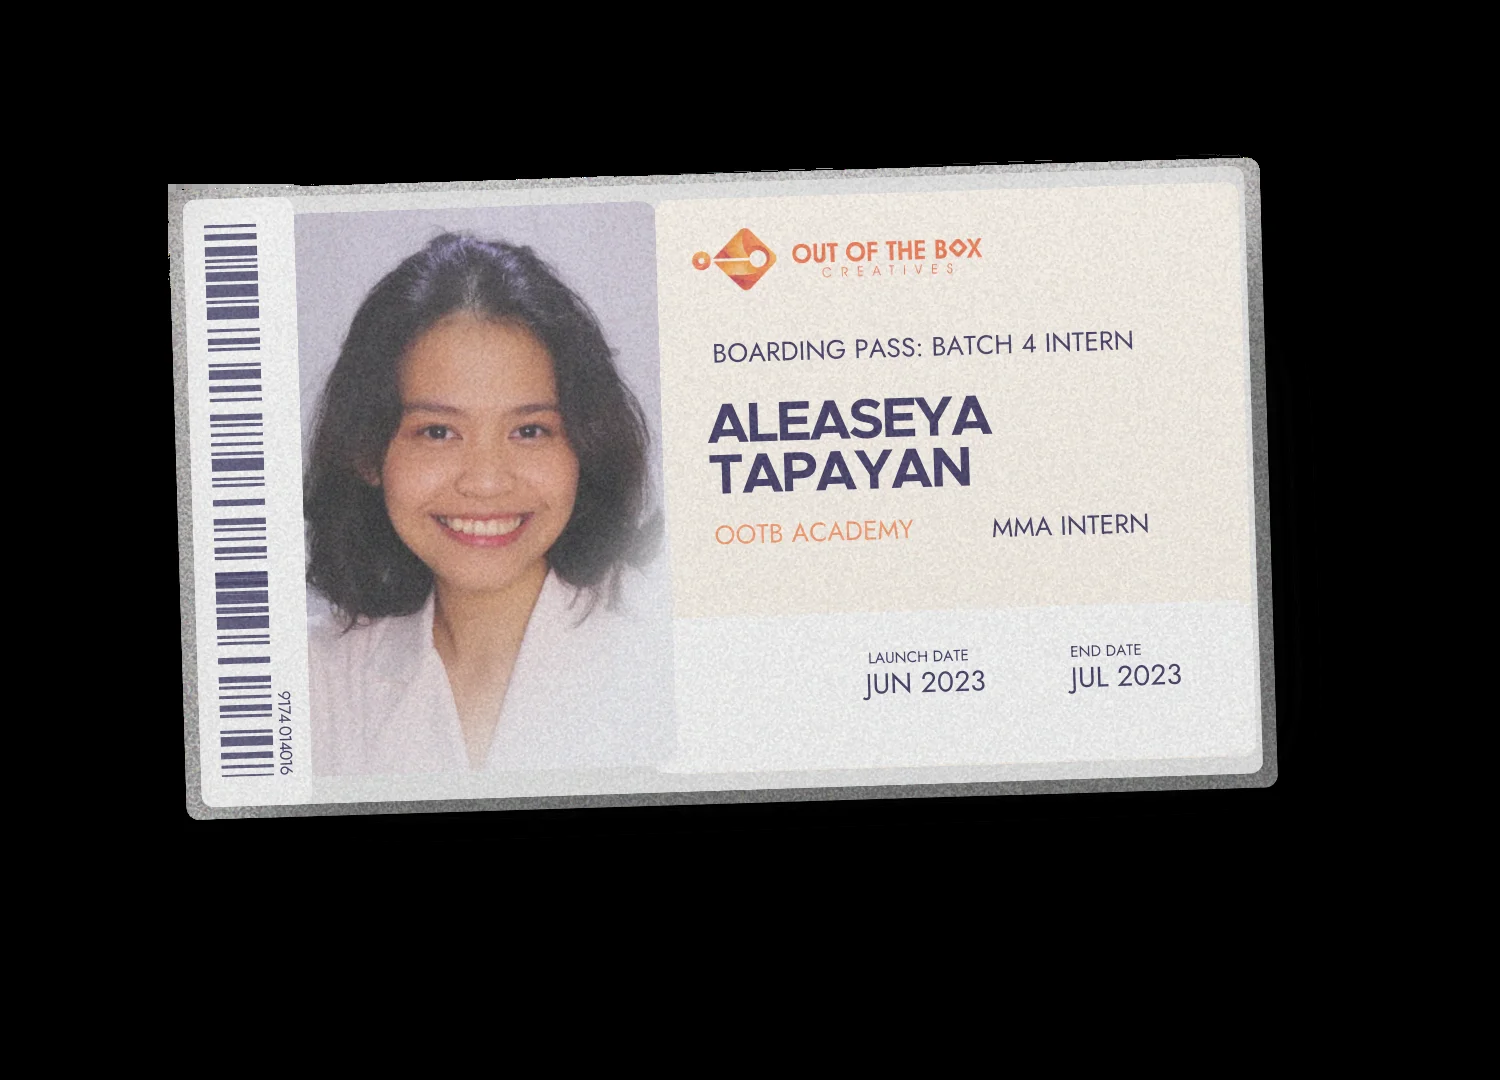 OUT OF THE BOX
CREATIVES
BOARDING PASS: BATCH 4 INTERN
ALEASEYA
TAPAYAN
OOTB ACADEMY MMA INTERN
LAUNCH DATE END DATE
JUN 2023 JUL 2023
9174 014016